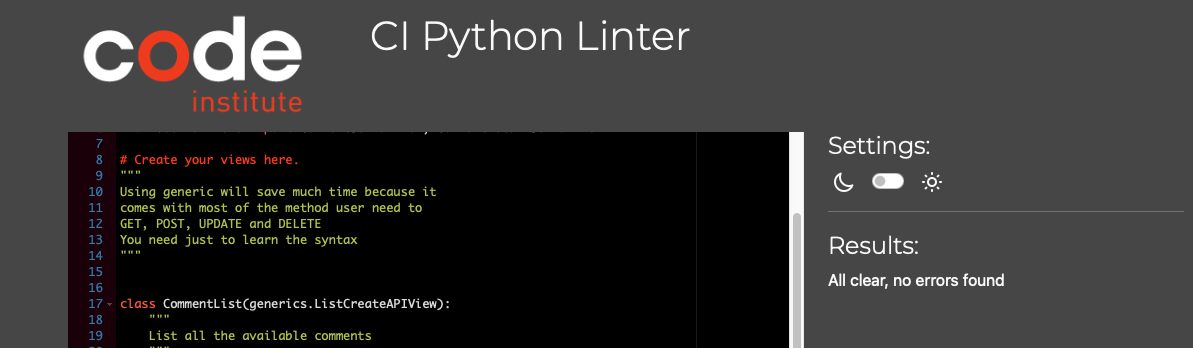 code
institute
CI Python Linter
7
8 # Create your views here.
9 """
10 Using generic will save much time because it
11 comes with most of the method user need to
12 GET, POST, UPDATE and DELETE
13 You need just to learn the syntax
14 """
15
16
17 class CommentList(generics.ListCreateAPIView):
18 """
19 List all the available comments
Settings:
Results:
All clear, no errors found